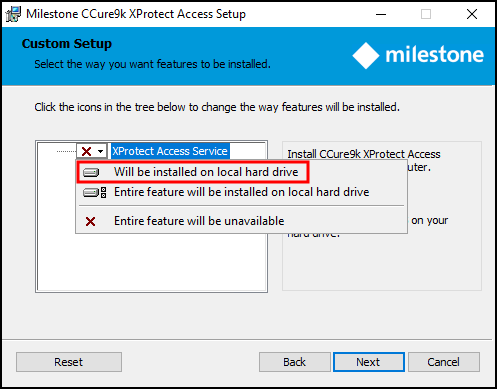 Milestone CCure9k XProtect Access Setup
Custom Setup
Select the way you want features to be installed.
milestone
Click the icons in the tree below to change the way features will be installed.
XProtect Access Service
Install CCure9k XProtect Access
Will be installed on local hard drive
Entire feature will be installed on local hard drive
Entire feature will be unavailable
on your
hard drive.
Reset
Back
Next
Cancel